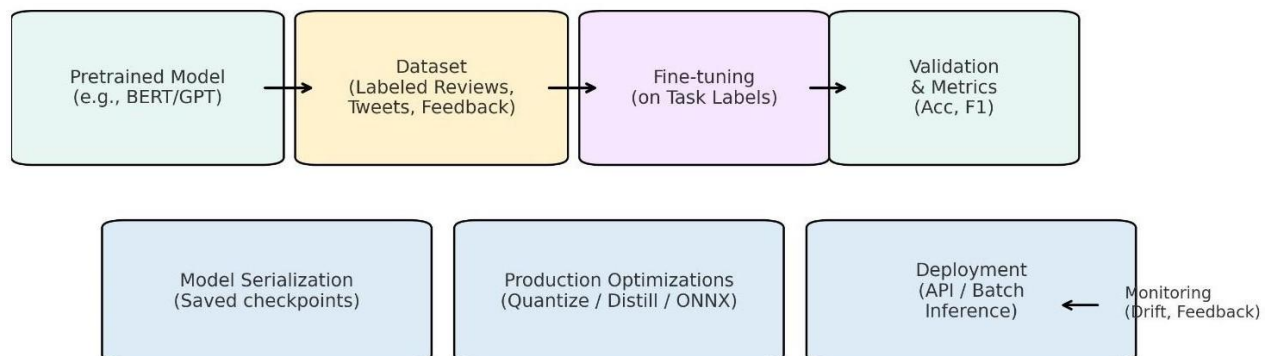 Pretrained Model
(e.g., BERT/GPT)
Dataset
(Labeled Reviews,
Tweets, Feedback)
Fine-tuning
(on Task Labels)
Validation
& Metrics
(Acc, F1)
Model Serialization
(Saved checkpoints)
Production Optimizations
(Quantize / Distill / ONNX)
Deployment
(API / Batch
Inference)
Monitoring
(Drift, Feedback)